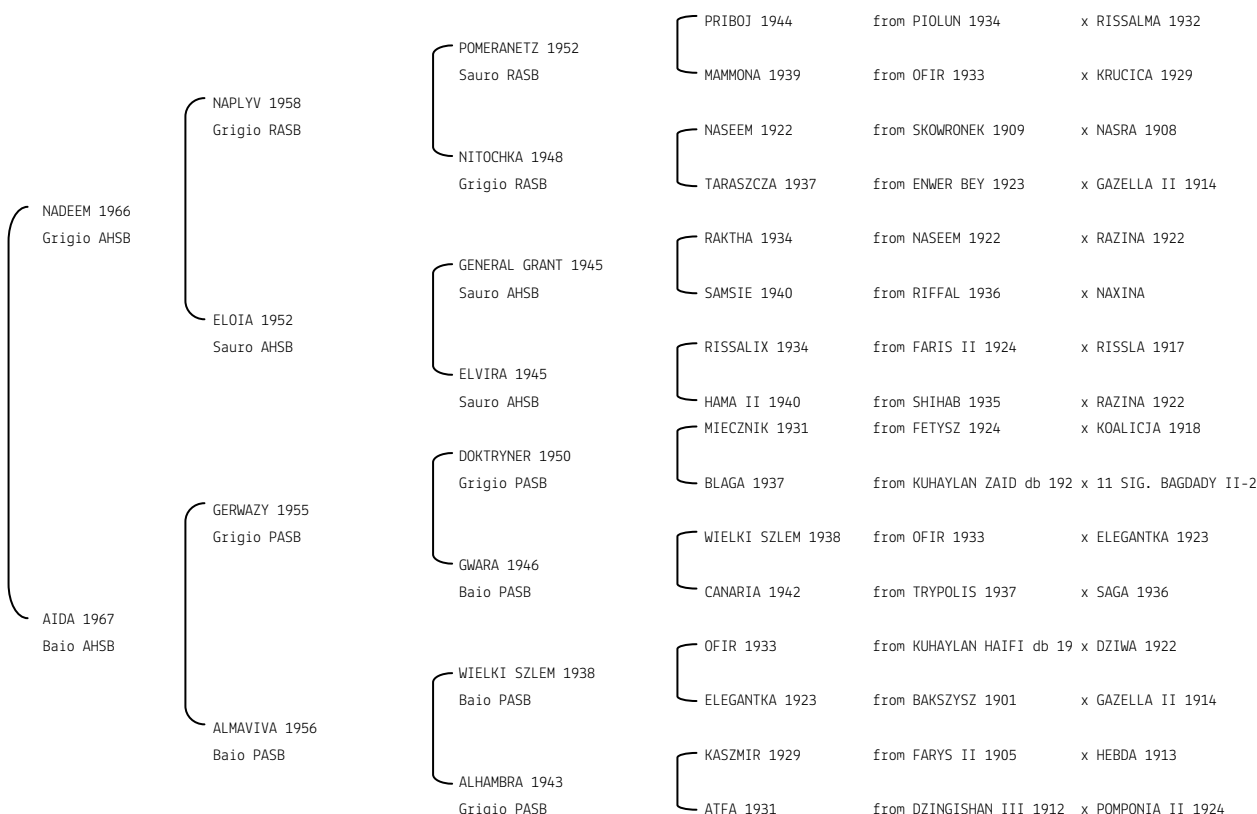 PRIBOJ 1944 from PIOLUN 1934 x RISSALMA 1932
POMERANETZ 1952
Sauro RASB
MAMMONA 1939 from OFIR 1933 x KRUCICA 1929
NAPLYV 1958
Grigio RASB
NASEEM 1922 from SKOWRONEK 1909 x NASRA 1908
NITOCHKA 1948
Grigio RASB
TARASZCZA 1937 from ENWER BEY 1923 x GAZELLA II 1914
NADEEM 1966
Grigio AHSB
RAKTHA 1934 from NASEEM 1922 x RAZINA 1922
GENERAL GRANT 1945
Sauro AHSB
SAMSIE 1940 from RIFFAL 1936 x NAXINA
ELOIA 1952
Sauro AHSB
RISSALIX 1934 from FARIS II 1924 x RISSLA 1917
ELVIRA 1945
Sauro AHSB
HAMA II 1940 from SHIHAB 1935 x RAZINA 1922
MIECZNIK 1931 from FETYSZ 1924 x KOALICJA 1918
DOKTRYNER 1950
Grigio PASB
BLAGA 1937 from KUHAYLAN ZAID db 192 x 11 SIG. BAGDADY II-2
GERWAZY 1955
Grigio PASB
WIELKI SZLEM 1938 from OFIR 1933 x ELEGANTKA 1923
GWARA 1946
Baio PASB
CANARIA 1942 from TRYPOLIS 1937 x SAGA 1936
AIDA 1967
Baio AHSB
OFIR 1933 from KUHAYLAN HAIFI db 19 x DZIWA 1922
WIELKI SZLEM 1938
Baio PASB
ELEGANTKA 1923 from BAKSZYSZ 1901 x GAZELLA II 1914
ALMAVIVA 1956
Baio PASB
KASZMIR 1929 from FARYS II 1905 x HEBDA 1913
ALHAMBRA 1943
Grigio PASB
ATFA 1931 from DZINGISHAN III 1912 x POMPONIA II 1924